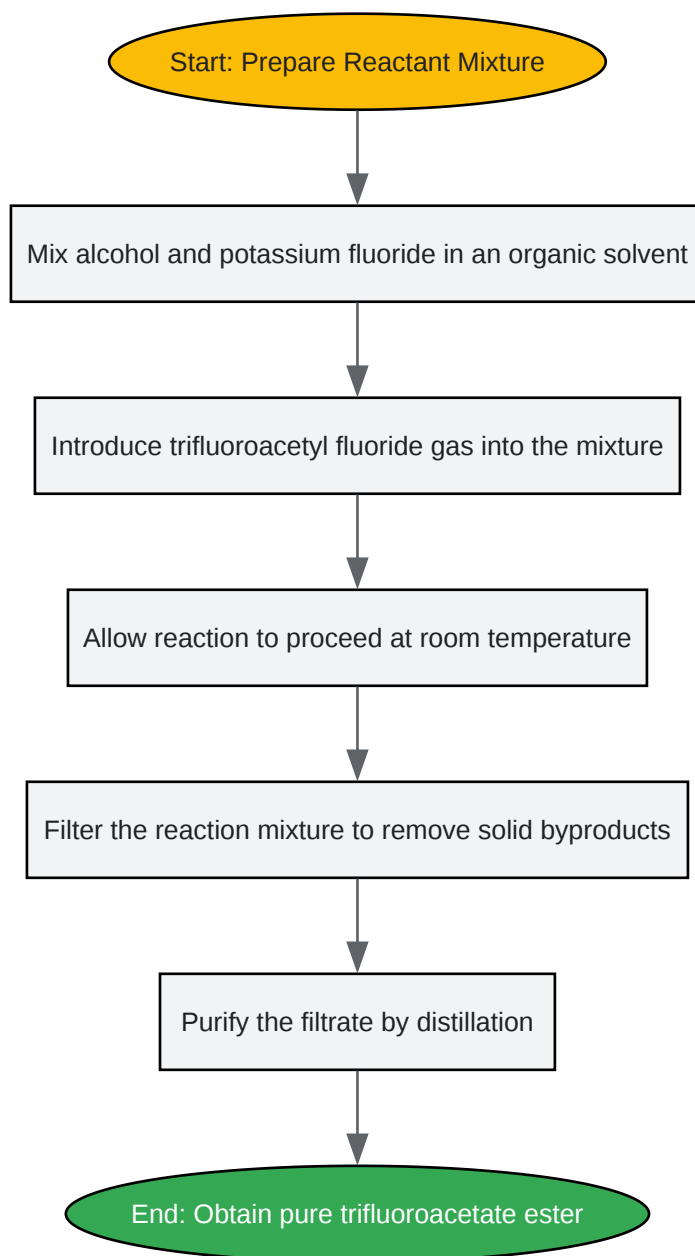 Start: Prepare Reactant Mixture
Mix alcohol and potassium fluoride in an organic solvent
Introduce trifluoroacetyl fluoride gas into the mixture
Allow reaction to proceed at room temperature
Filter the reaction mixture to remove solid byproducts
Purify the filtrate by distillation
End: Obtain pure trifluoroacetate ester